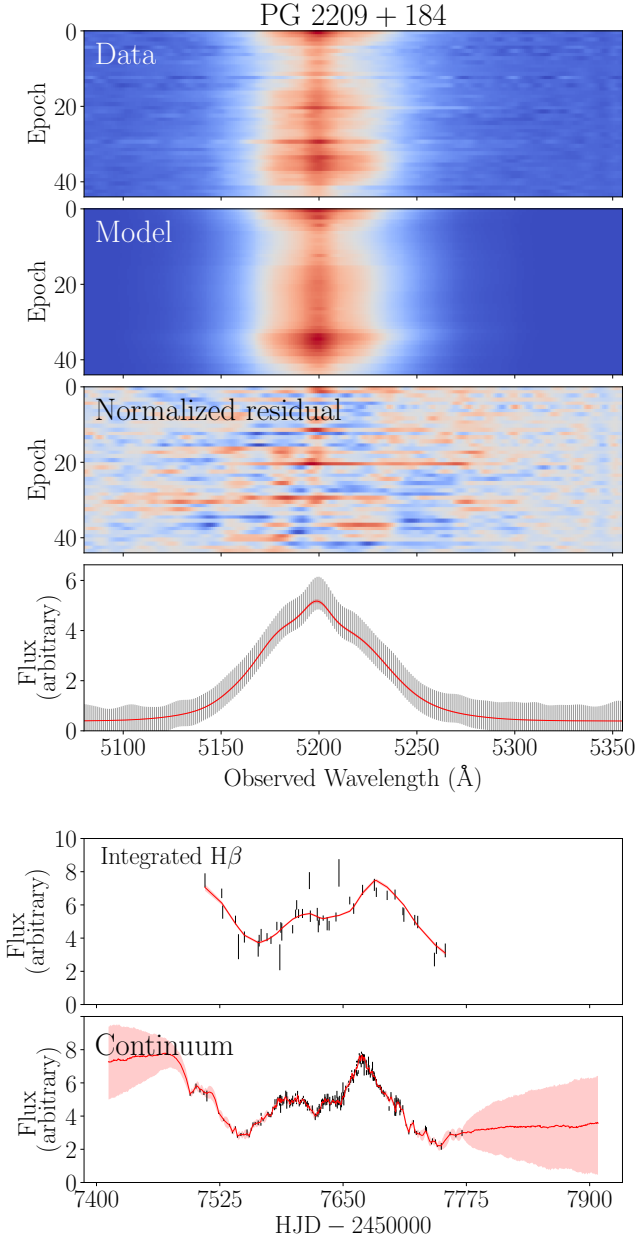 PG 2209 + 184
Data
Epoch
0
20
40
Model
Epoch
0
20
40
Normalized residual
Epoch
0
20
40
Flux
(arbitrary)
6
4
2
0
5100 5150 5200 5250 5300 5350
Observed Wavelength (Å)
Integrated Hβ
Flux
(arbitrary)
10
8
6
4
2
0
Continuum
Flux
(arbitrary)
8
6
4
2
0
7400 7525 7650 7775 7900
HJD − 2450000